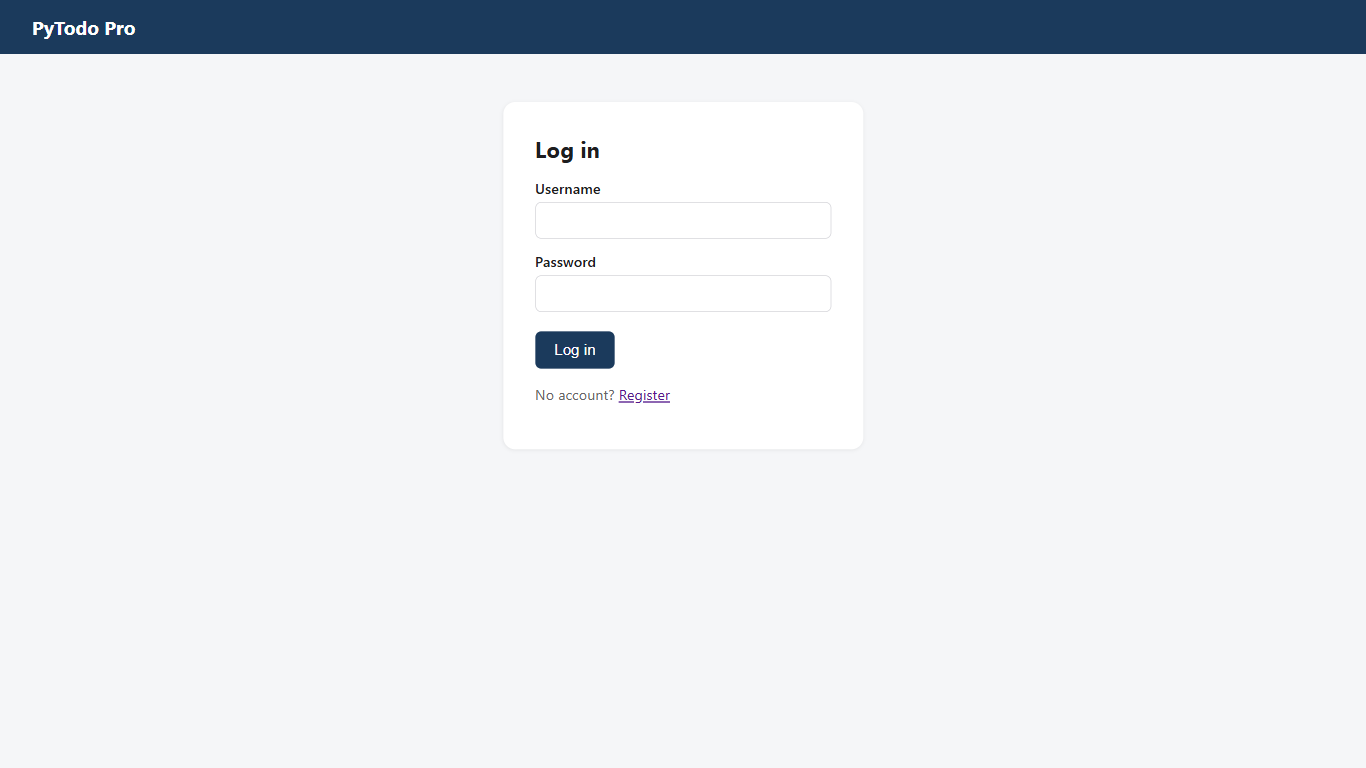 PyTodo Pro
Log in
Username
Password
Log in
No account? Register